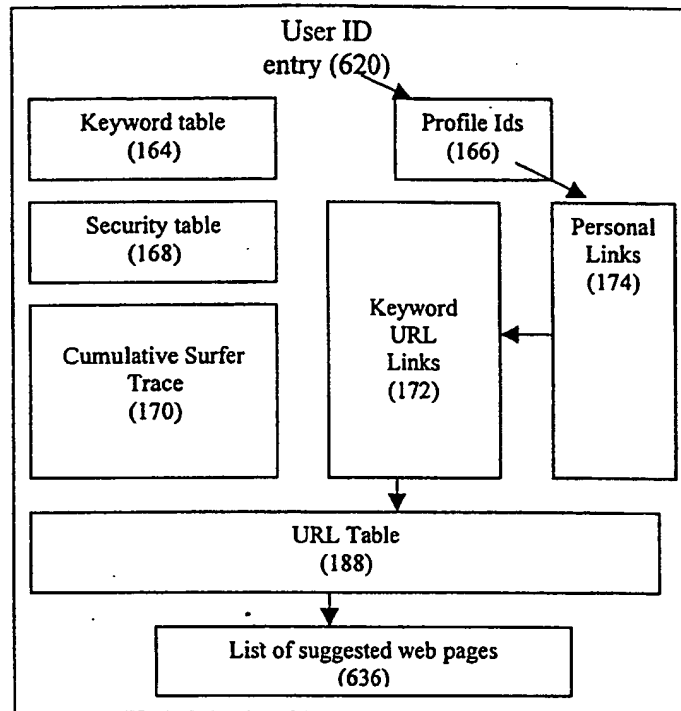 User ID
entry (620)
Keyword table
(164)
Profile Ids
(166)
Security table
(168)
Personal
Links
(174)
Keyword
URL
Links
(172)
Cumulative Surfer
Trace
(170)
URL Table
(188)
List of suggested web pages
(636)